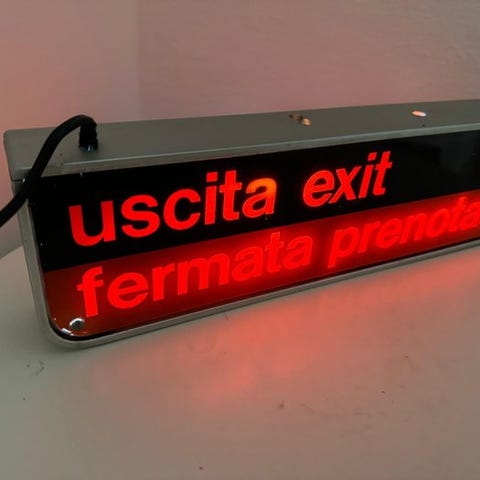 uscita exit
fermata prenota